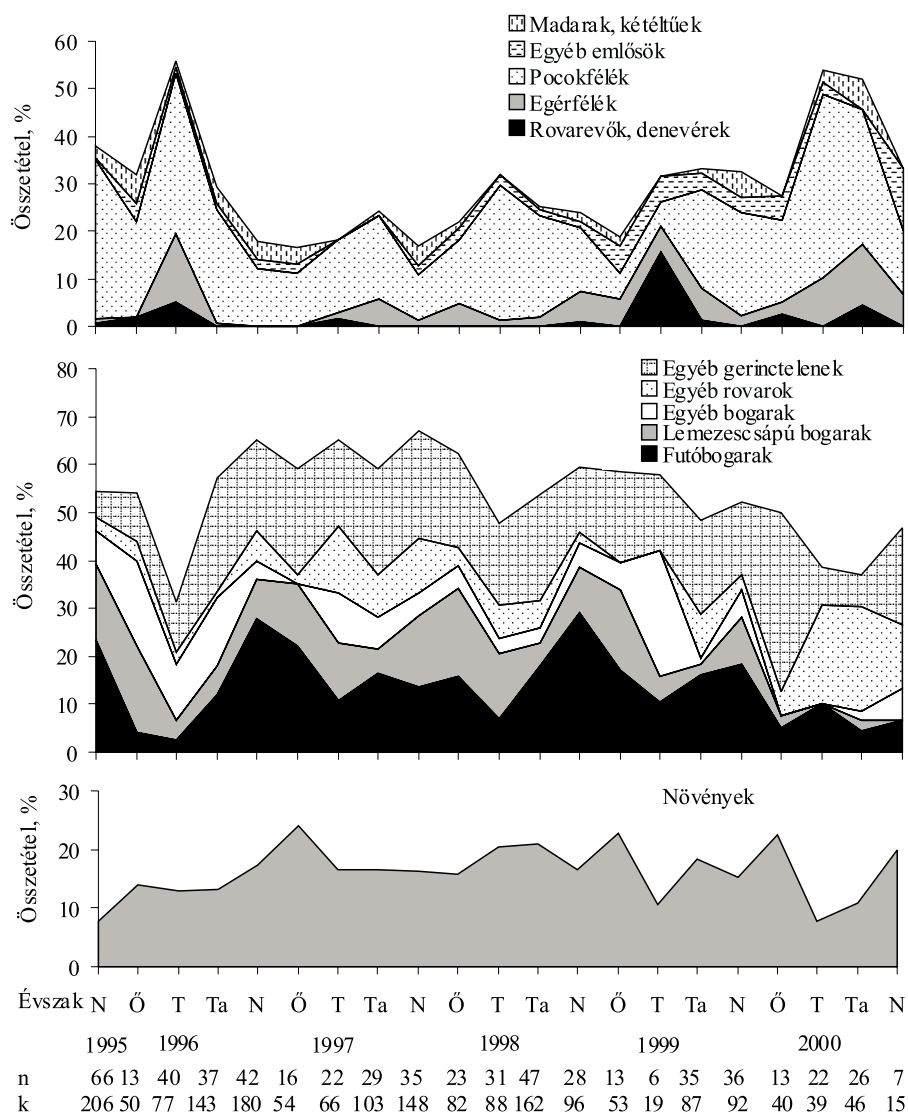 Madarak, kétéltűek
Egyéb emlősök
Pocokfélék
Egérfélék
Rovarevők, denevérek
Összetétel, %
60
50
40
30
20
10
0
Egyéb gerinctelenek
Egyéb rovarok
Egyéb bogarak
Lemezescsápú bogarak
Futóbogarak
Összetétel, %
80
70
60
50
40
30
20
10
0
Növények
Összetétel, %
30
20
10
0
Évszak N Ő T Ta N Ő T Ta N Ő T Ta N Ő T Ta N Ő T Ta N
1995 1996 1997 1998 1999 2000
n 66 13 40 37 42 16 22 29 35 23 31 47 28 13 6 35 36 13 22 26 7
k 206 50 77 143 180 54 66 103 148 82 88 162 96 53 19 87 92 40 39 46 15